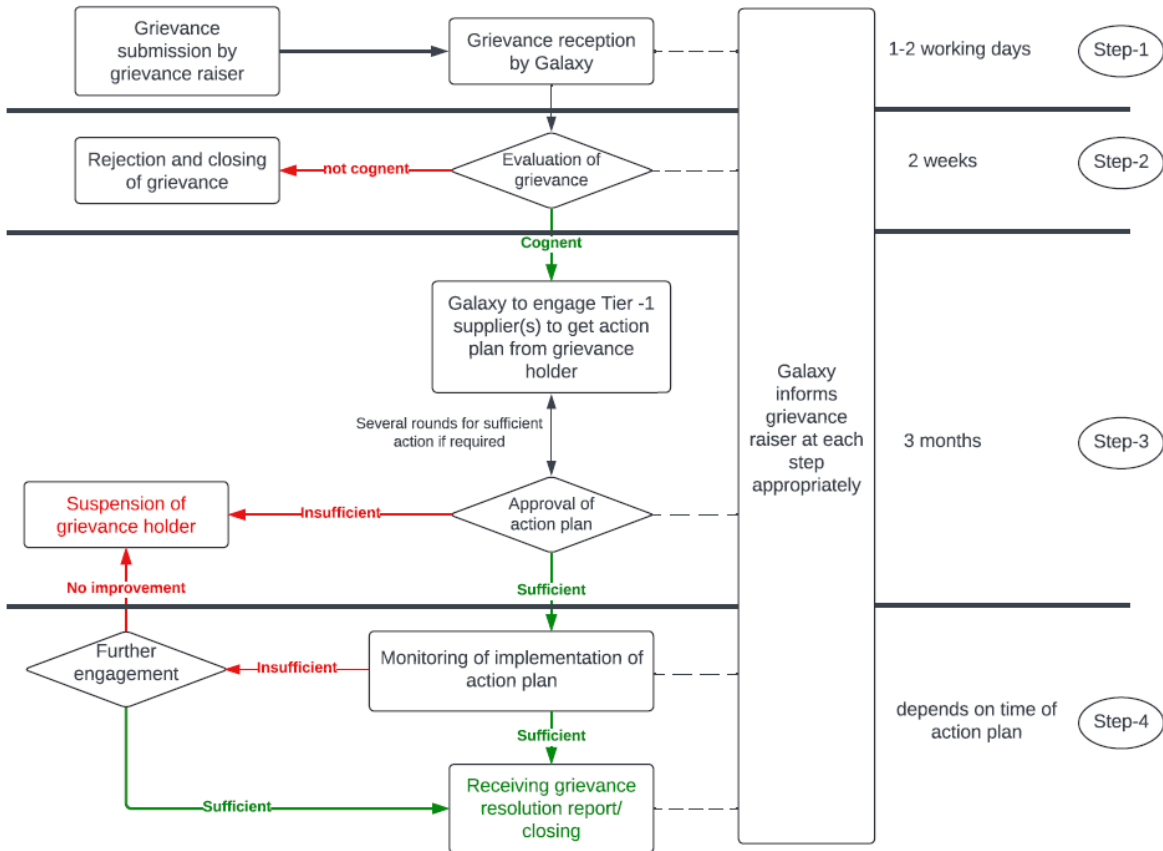 Grievance
submission by
grievance raiser
Grievance reception
by Galaxy
1-2 working days
Step-1
Rejection and closing
of grievance
not cognent
Evaluation of
grievance
2 weeks
Step-2
Cognent
Galaxy to engage Tier -1
supplier(s) to get action
plan from grievance
holder
Several rounds for sufficient
action if required
Galaxy
informs
grievance
raiser at each
step
appropriately
3 months
Step-3
Suspension of
grievance holder
Insufficient
Approval of
action plan
No improvement
Sufficient
Further
engagement
Insufficient
Monitoring of implementation of
action plan
depends on time of
action plan
Step-4
Sufficient
Sufficient
Receiving grievance
resolution report/
closing